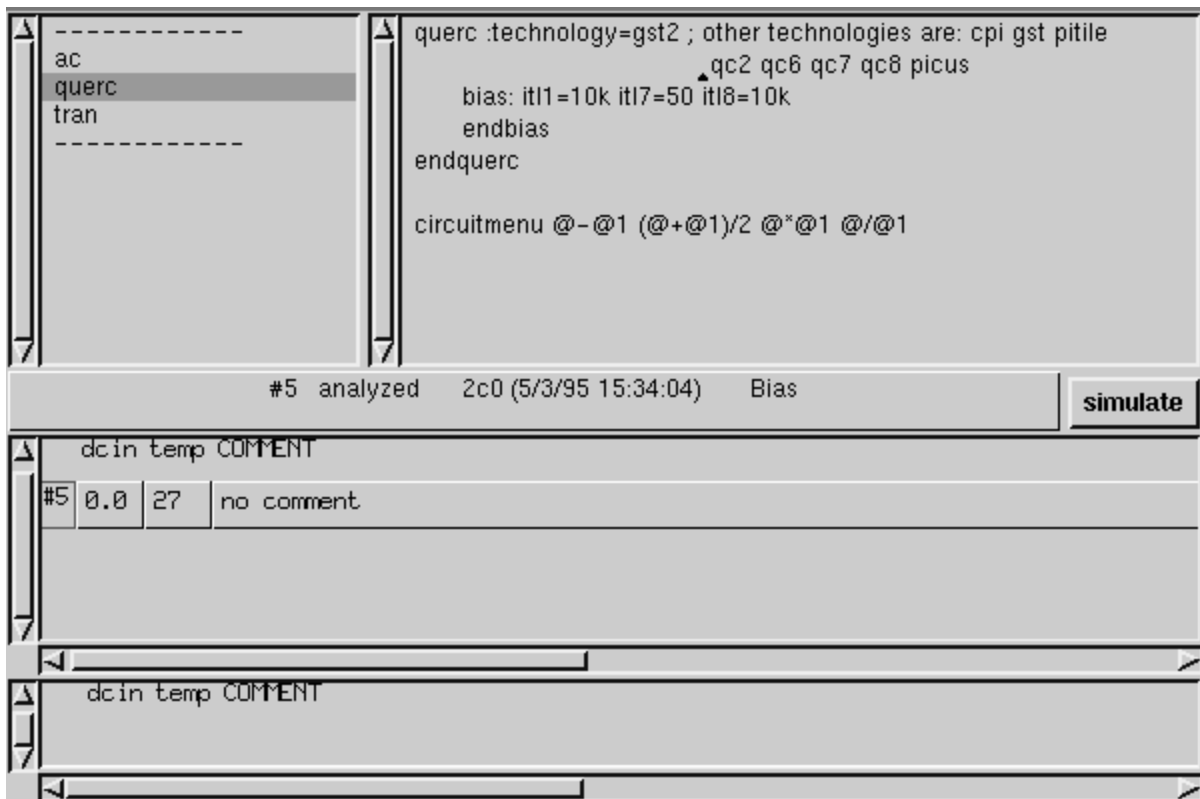 ------------
ac
querc
tran
------------
querc :technology=gst2 ; other technologies are: cpi gst pitile
qc2 qc6 qc7 qc8 picus
bias: itl1=10k itl7=50 itl8=10k
endbias
endquerc
circuitmenu @-@1 (@+@1)/2 @*@1 @/@1
#5 analyzed 2c0 (5/3/95 15:34:04) Bias
simulate
dcin temp COMMENT
#5 0.0 27 no comment
dcin temp COMMENT